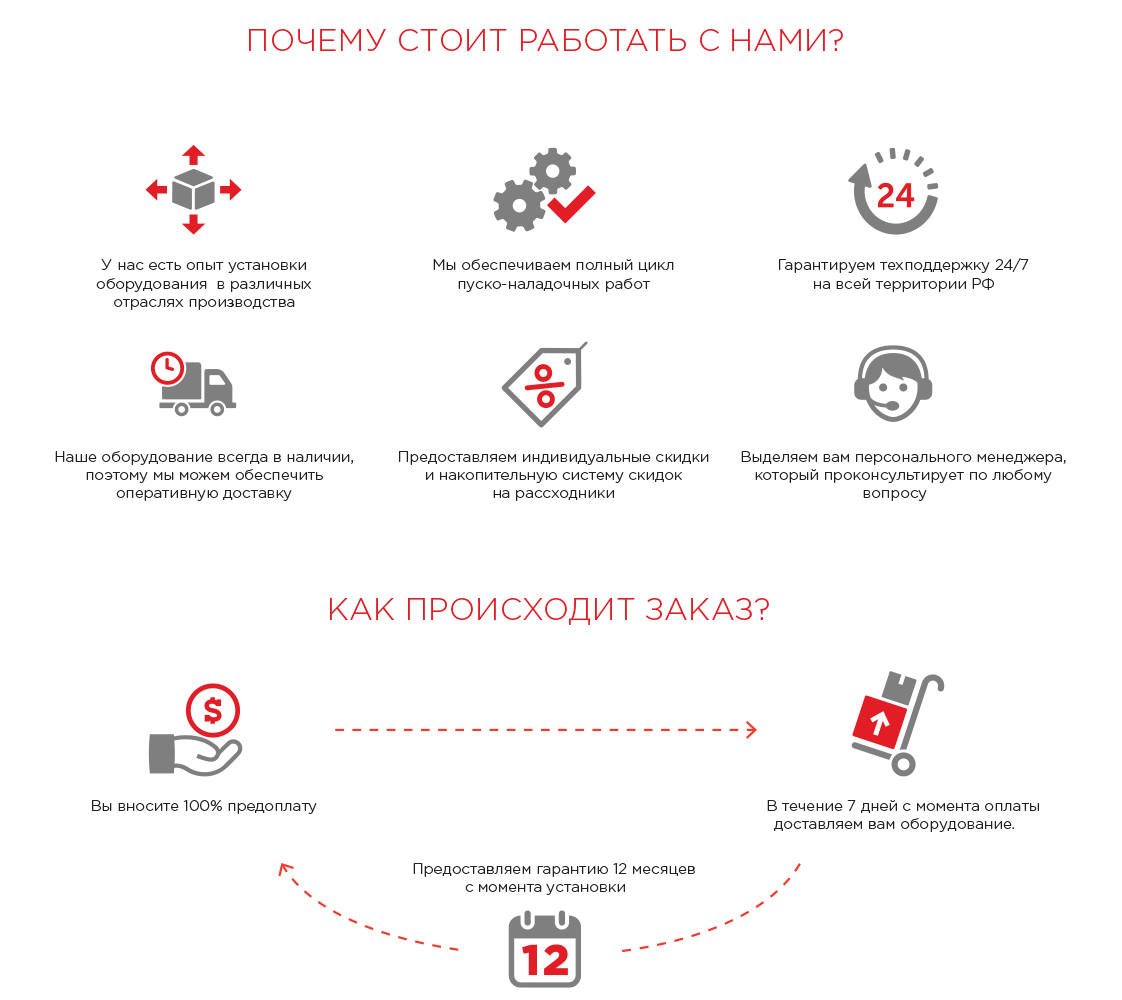 ПОЧЕМУ СТОИТ РАБОТАТЬ С НАМИ?
24
У нас есть опыт установки
оборудования в различных
отраслях производства
Мы обеспечиваем полный цикл
пуско-наладочных работ
Гарантируем техподдержку 24/7
на всей территории РФ
%
Наше оборудование всегда в наличии,
поэтому мы можем обеспечить
оперативную доставку
Предоставляем индивидуальные скидки
и накопительную систему скидок
на рассходники
Выделяем вам персонального менеджера,
который проконсультирует по любому
вопросу
КАК ПРОИСХОДИТ ЗАКАЗ?
$
Вы вносите 100% предоплату
В течение 7 дней с момента оплаты
доставляем вам оборудование.
Предоставляем гарантию 12 месяцев
с момента установки
12